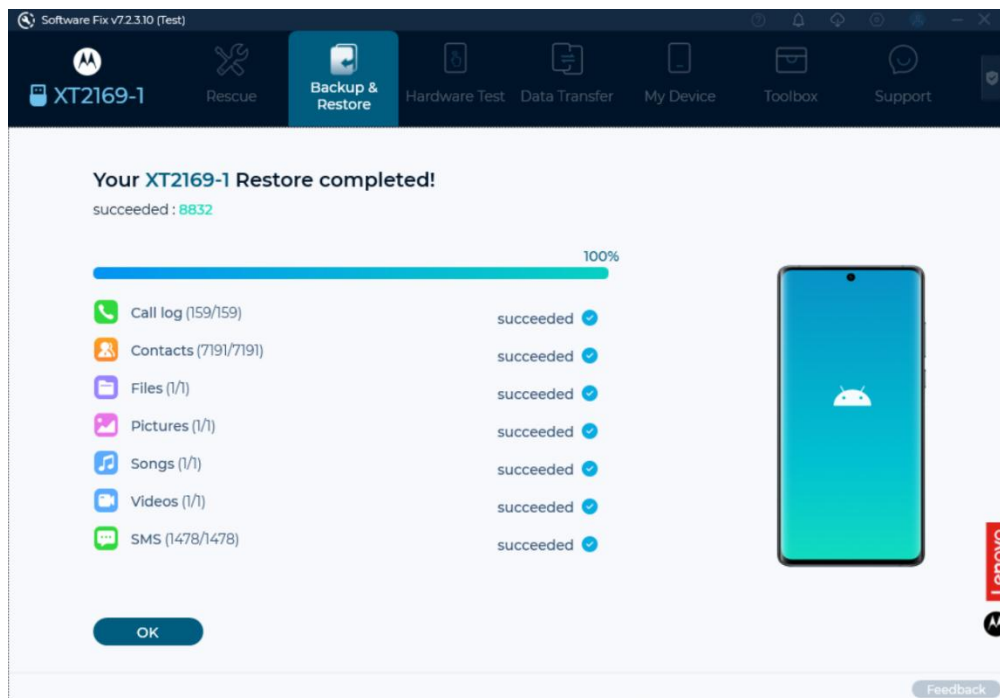 Software Fix v7.2.3.10 (Test)
XT2169-1
Rescue
Backup &
Restore
Hardware Test
Data Transfer
My Device
Toolbox
Support
Your XT2169-1 Restore completed!
succeeded : 8832
100%
Call log (159/159) succeeded
Contacts (7191/7191) succeeded
Files (1/1) succeeded
Pictures (1/1) succeeded
Songs (1/1) succeeded
Videos (1/1) succeeded
SMS (1478/1478) succeeded
Lenovo
OK
Feedback